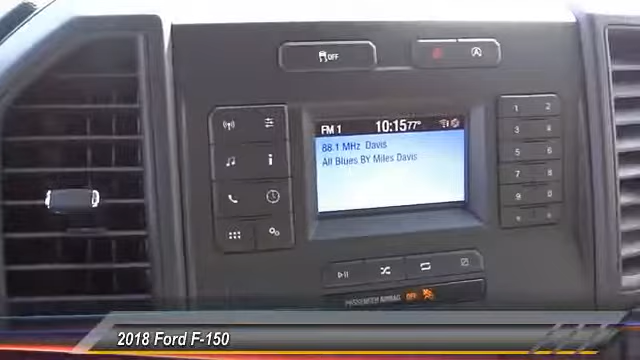 OFF
FM 1 10:15 77°
88.1 MHz Davis
All Blues BY Miles Davis
1 2
3 4
5 6
7 8
9 0
PASSENGER AIRBAG OFF
2018 Ford F-150